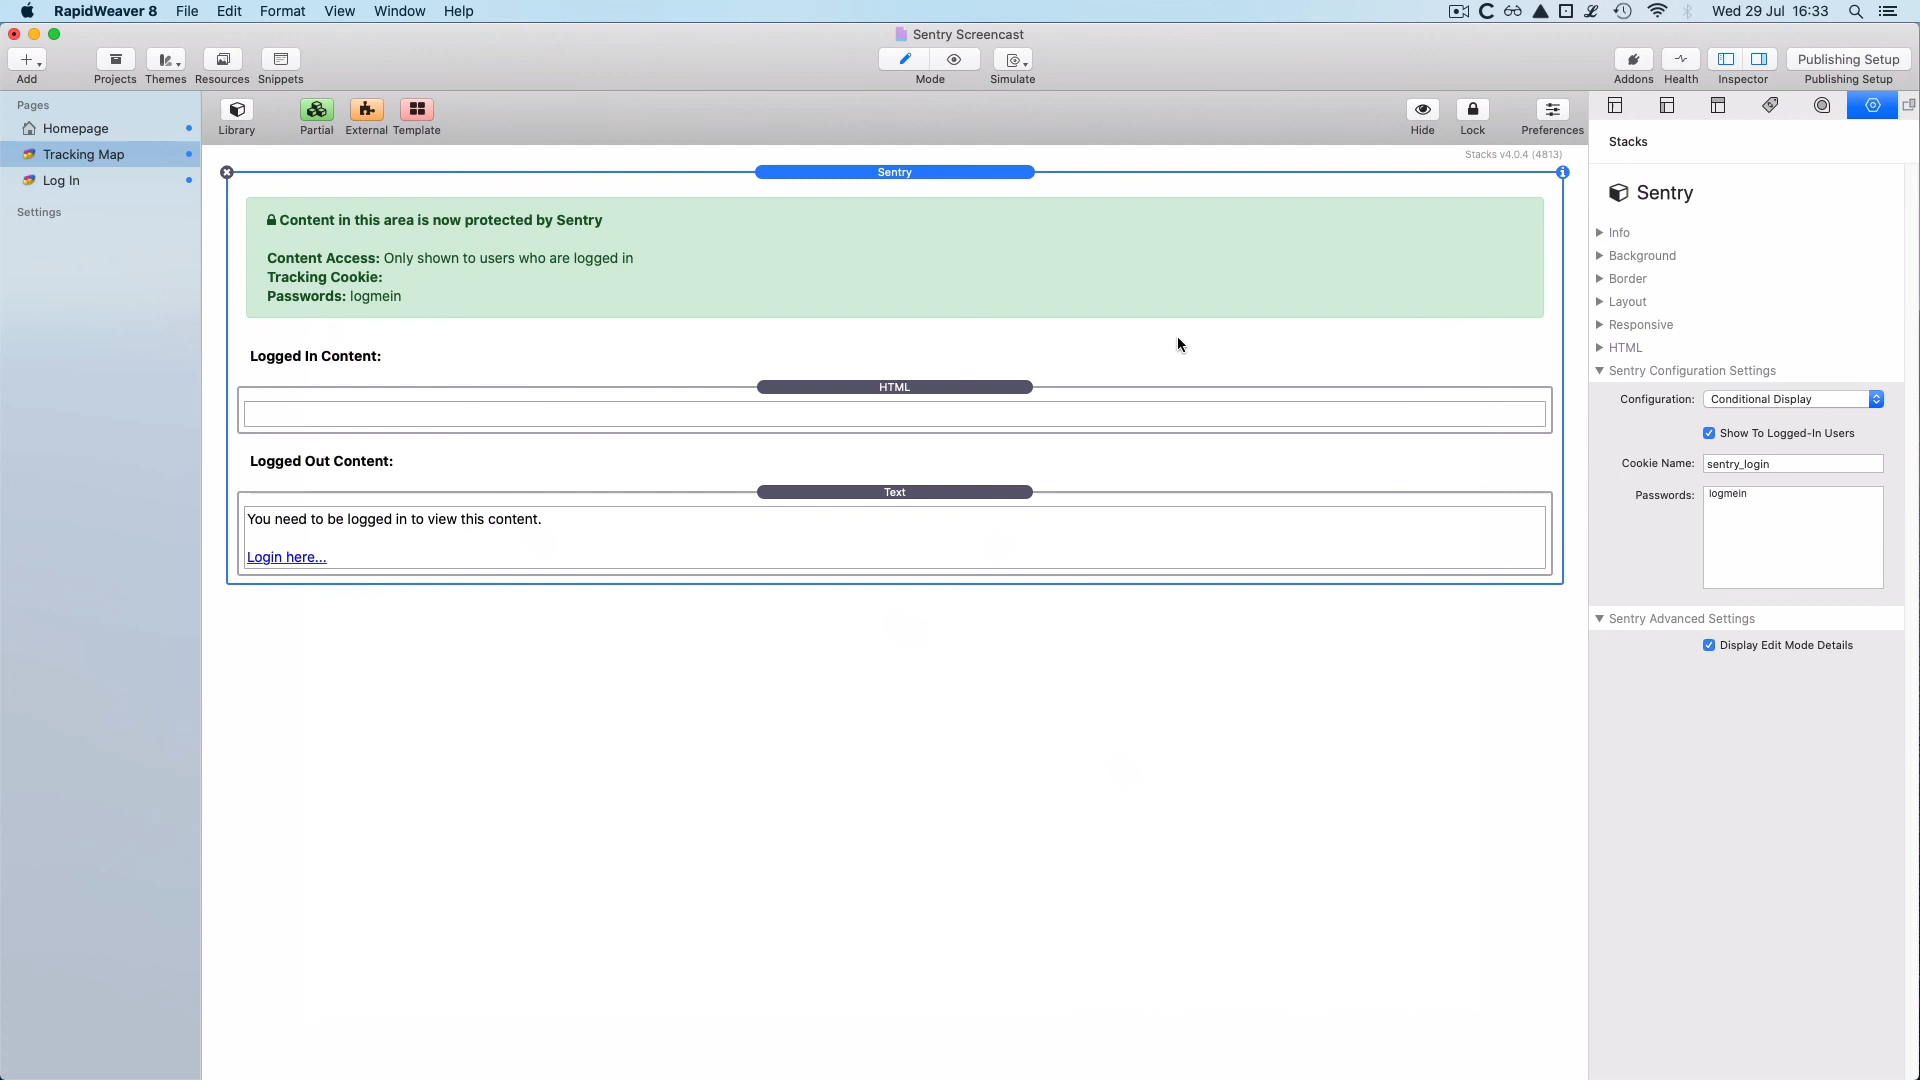 RapidWeaver 8 File Edit Format View Window Help Wed 29 Jul 16:33
Sentry Screencast
Publishing Setup
Add Projects Themes Resources Snippets Mode Simulate Addons Health Inspector Publishing Setup
Pages
Homepage
Tracking Map
Log In
Settings
Library Partial External Template Hide Lock Preferences
Stacks v4.0.4 (4813)
Sentry
Content in this area is now protected by Sentry
Content Access: Only shown to users who are logged in
Tracking Cookie:
Passwords: logmein
Logged In Content:
HTML
Logged Out Content:
Text
You need to be logged in to view this content.
Login here...
Stacks
Sentry
Info
Background
Border
Layout
Responsive
HTML
Sentry Configuration Settings
Configuration: Conditional Display
Show To Logged-In Users
Cookie Name: sentry_login
Passwords: logmein
Sentry Advanced Settings
Display Edit Mode Details